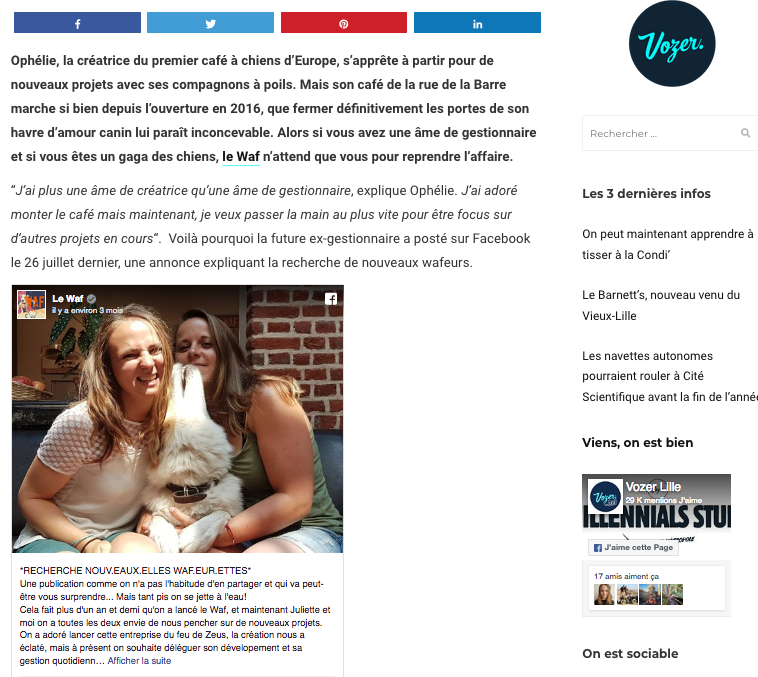 Ophélie, la créatrice du premier café à chiens d’Europe, s’apprête à partir pour de
nouveaux projets avec ses compagnons à poils. Mais son café de la rue de la Barre
marche si bien depuis l’ouverture en 2016, que fermer définitivement les portes de son
havre d’amour canin lui paraît inconcevable. Alors si vous avez une âme de gestionnaire
et si vous êtes un gaga des chiens, le Waf n’attend que vous pour reprendre l’affaire.
“J’ai plus une âme de créatrice qu’une âme de gestionnaire, explique Ophélie. J’ai adoré
monter le café mais maintenant, je veux passer la main au plus vite pour être focus sur
d’autres projets en cours“. Voilà pourquoi la future ex-gestionnaire a posté sur Facebook
le 26 juillet dernier, une annonce expliquant la recherche de nouveaux wafeurs.
Le Waf
il y a environ 3 mois
*RECHERCHE NOUV.EAUX.ELLES WAF.EUR.ETTES*
Une publication comme on n'a pas l'habitude d'en partager et qui va peut-
être vous surprendre... Mais tant pis on se jette à l'eau!
Cela fait plus d'un an et demi qu'on a lancé le Waf, et maintenant Juliette et
moi on a toutes les deux envie de nous pencher sur de nouveaux projets.
On a adoré lancer cette entreprise du feu de Zeus, la création nous a
éclaté, mais à présent on souhaite déléguer son dévelopement et sa
gestion quotidienn… Afficher la suite
Vozer.
Rechercher …
Les 3 dernières infos
On peut maintenant apprendre à
tisser à la Condi’
Le Barnett’s, nouveau venu du
Vieux-Lille
Les navettes autonomes
pourraient rouler à Cité
Scientifique avant la fin de l’année
Viens, on est bien
Vozer Lille
29 K mentions J’aime
ILLENNIALS STU
J’aime cette Page
17 amis aiment ça
On est sociable